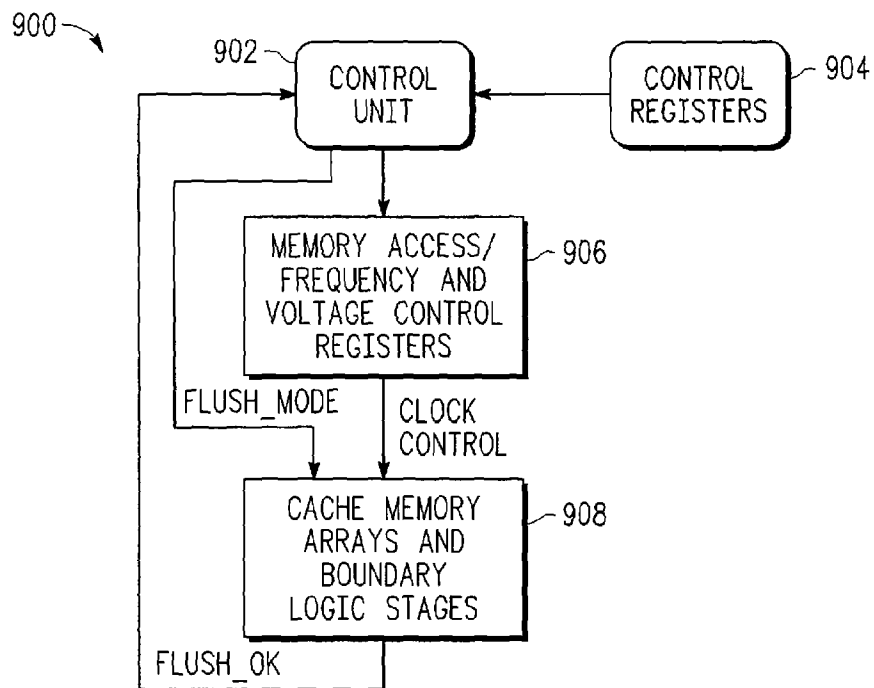 900
902
CONTROL
UNIT
CONTROL
REGISTERS
904
MEMORY ACCESS/
FREQUENCY AND
VOLTAGE CONTROL
REGISTERS
906
FLUSH_MODE
CLOCK
CONTROL
CACHE MEMORY
ARRAYS AND
BOUNDARY
LOGIC STAGES
908
FLUSH_OK